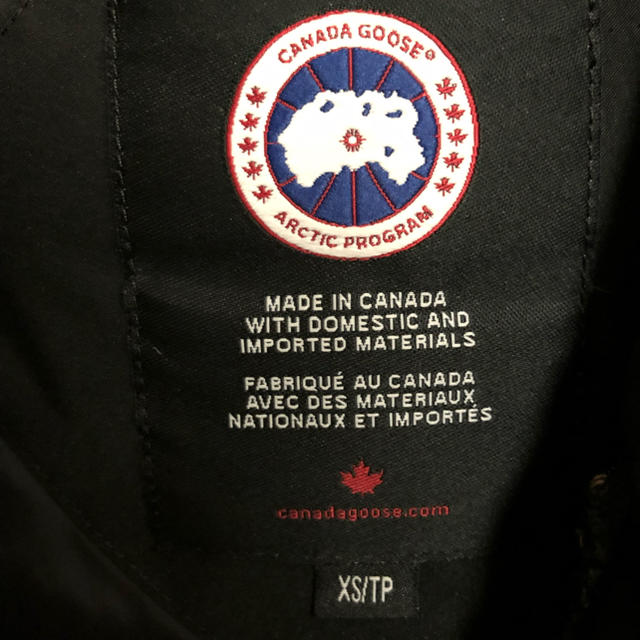 CANADA GOOSE®
ARCTIC PROGRAM
MADE IN CANADA
WITH DOMESTIC AND
IMPORTED MATERIALS
FABRIQUÉ AU CANADA
AVEC DES MATERIAUX
NATIONAUX ET IMPORTÉS
canadagoose.com
XS/TP